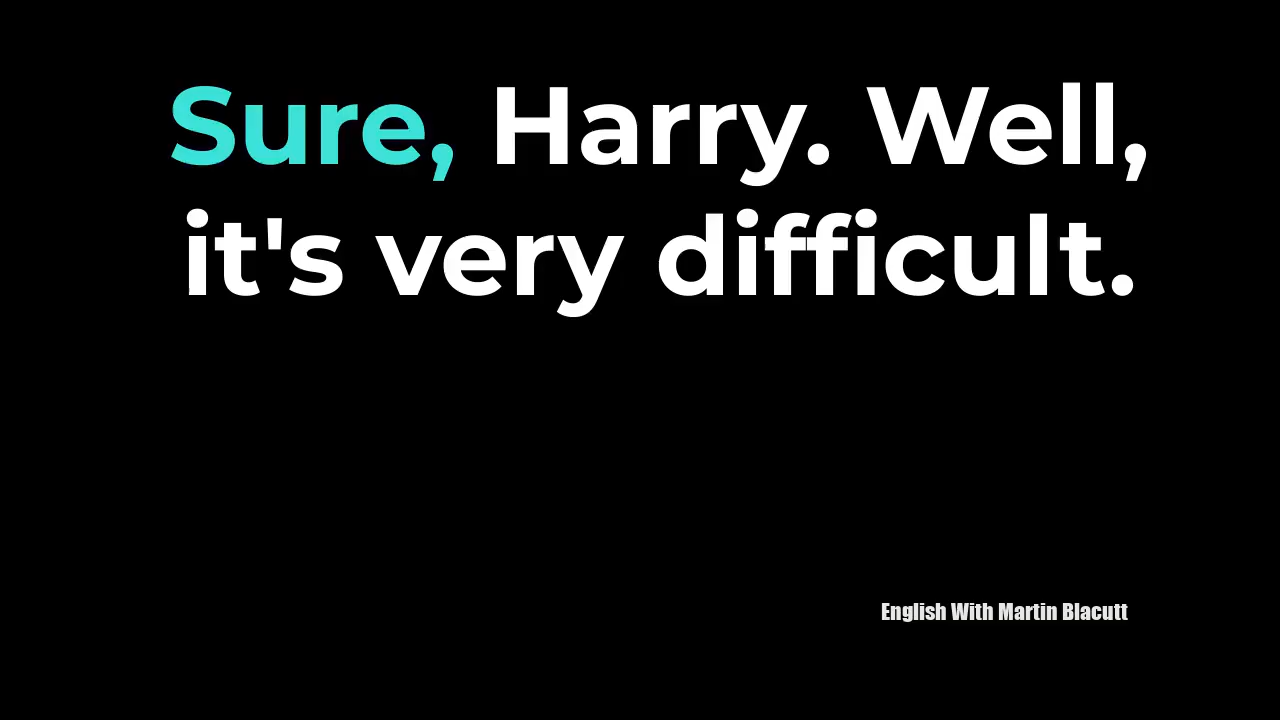 Sure, Harry. Well,
it's very difficult.
English With Martin Blacutt